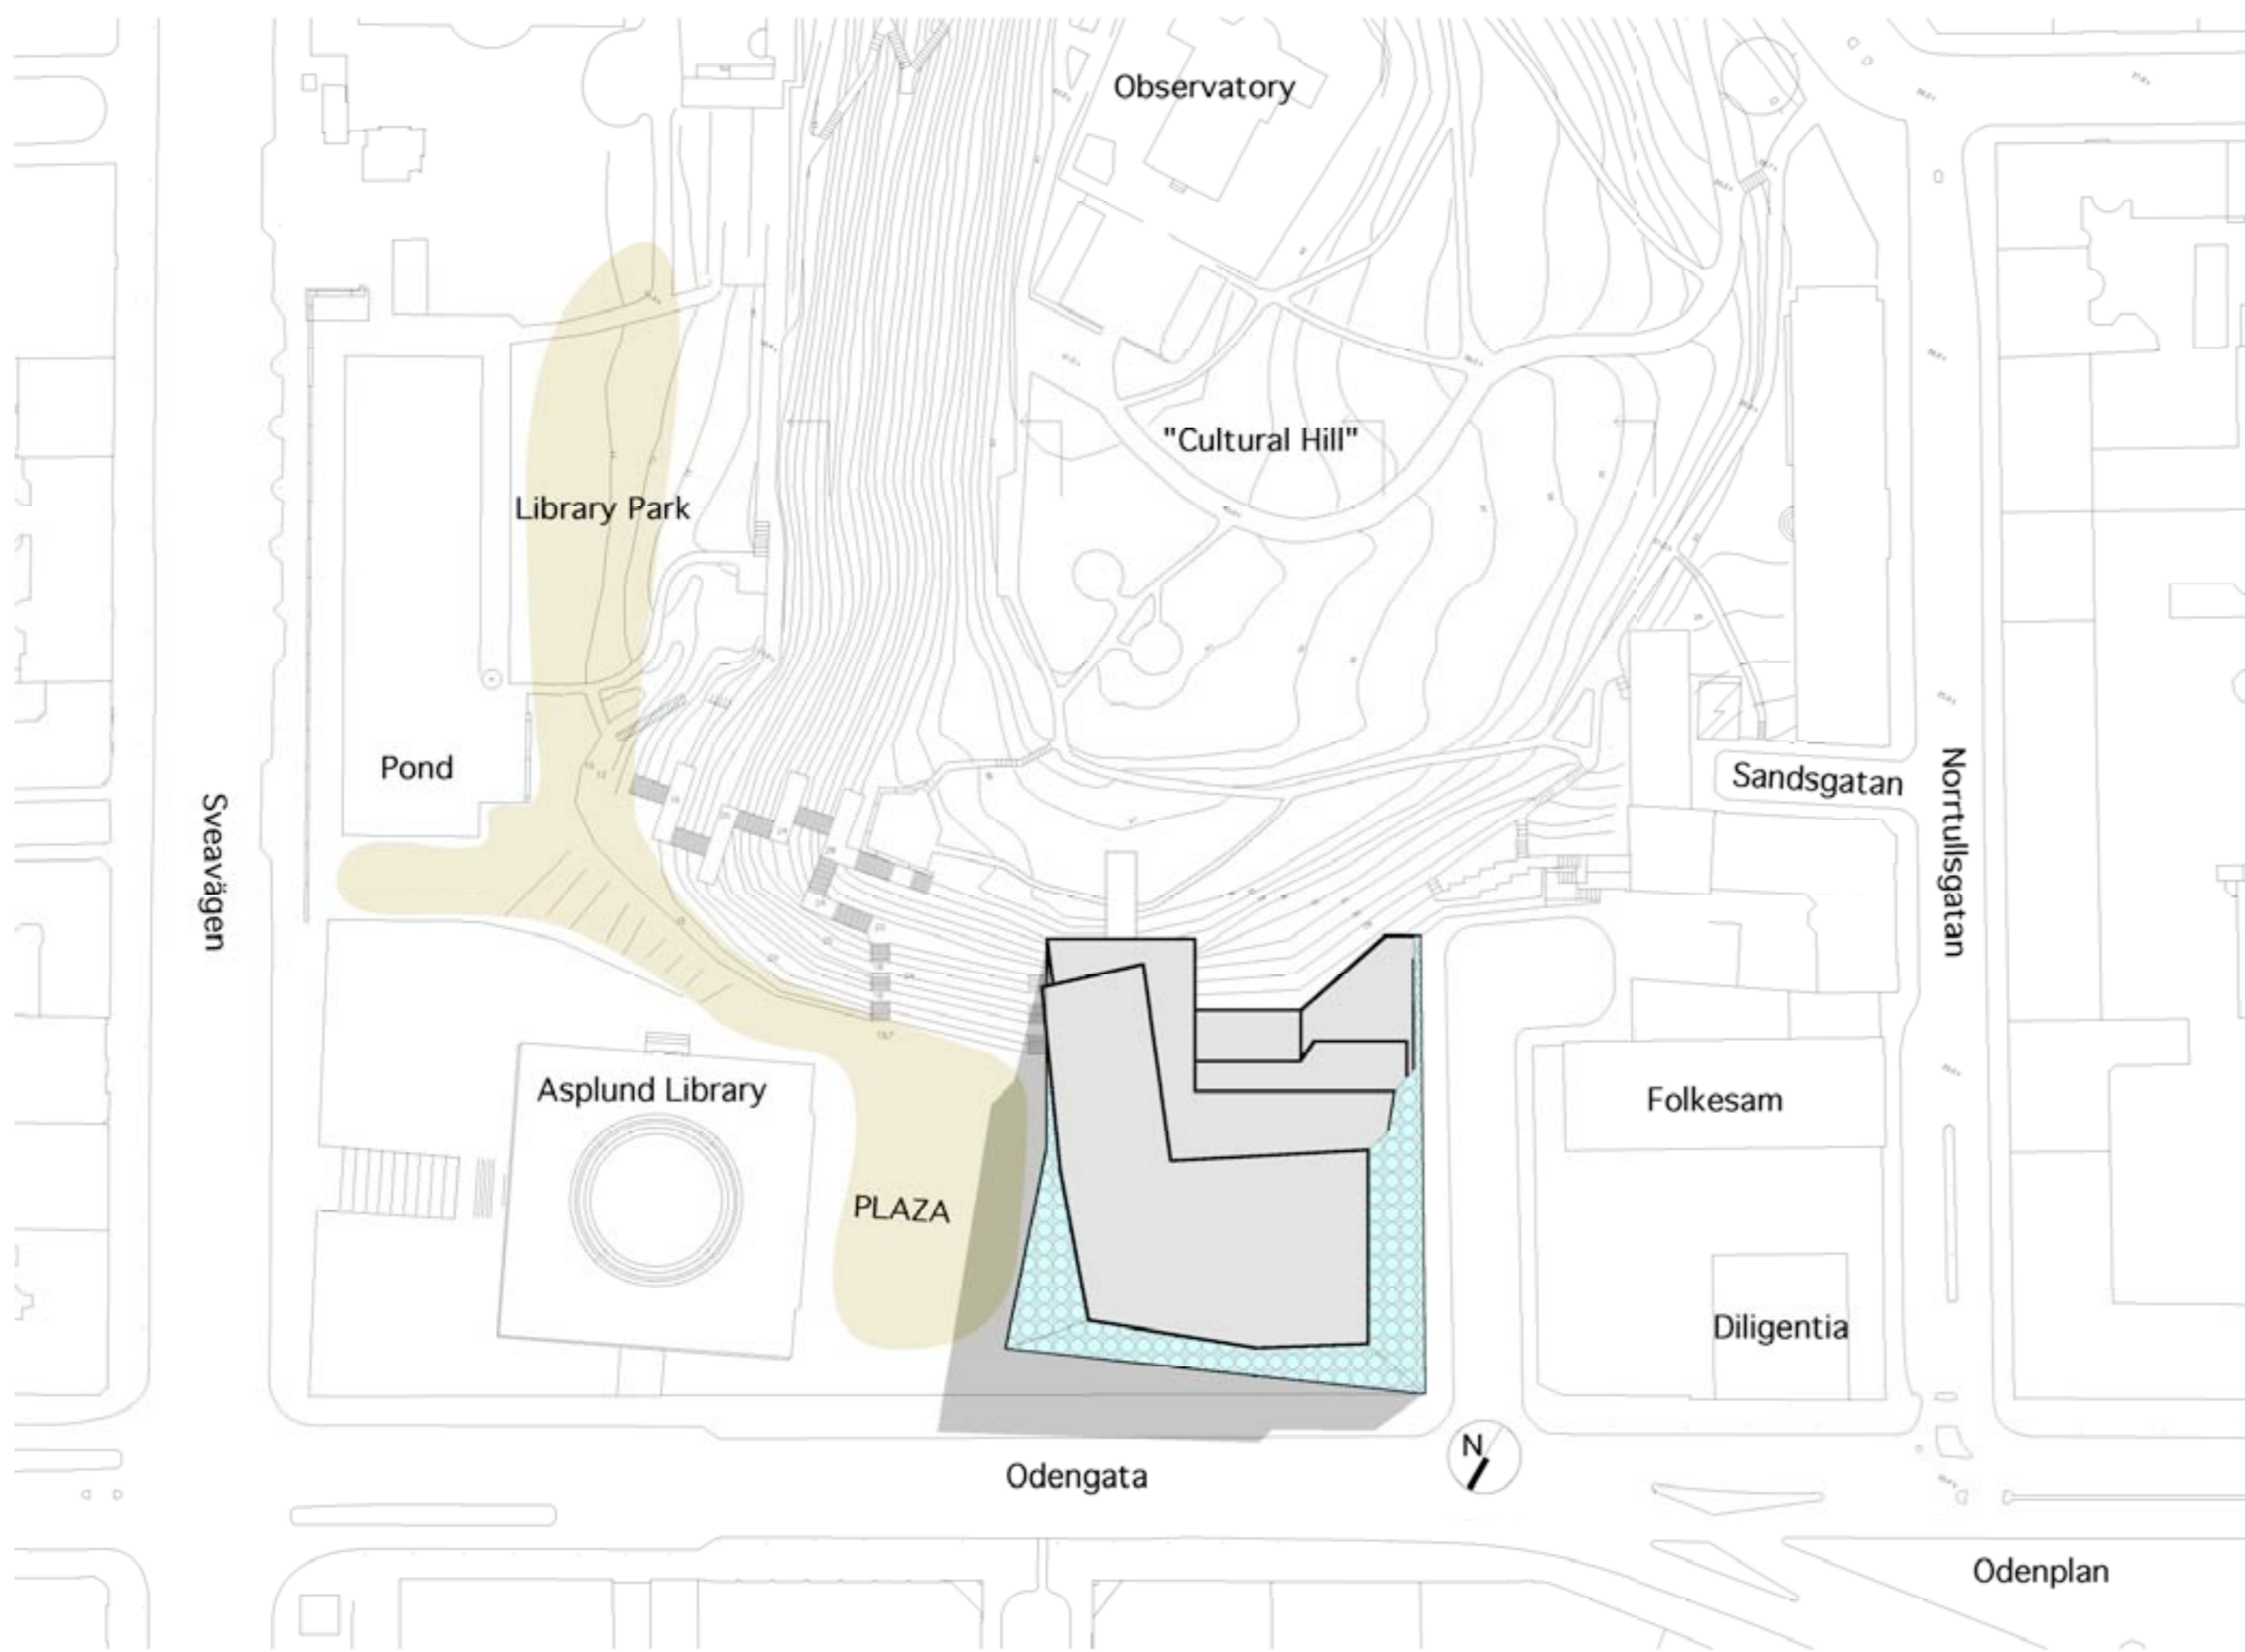 Observatory
"Cultural Hill"
Library Park
Pond
Sandsgatan
Sveavägen
Norrtullsgatan
Asplund Library
Folkesam
PLAZA
Diligentia
N
Odengata
Odenplan